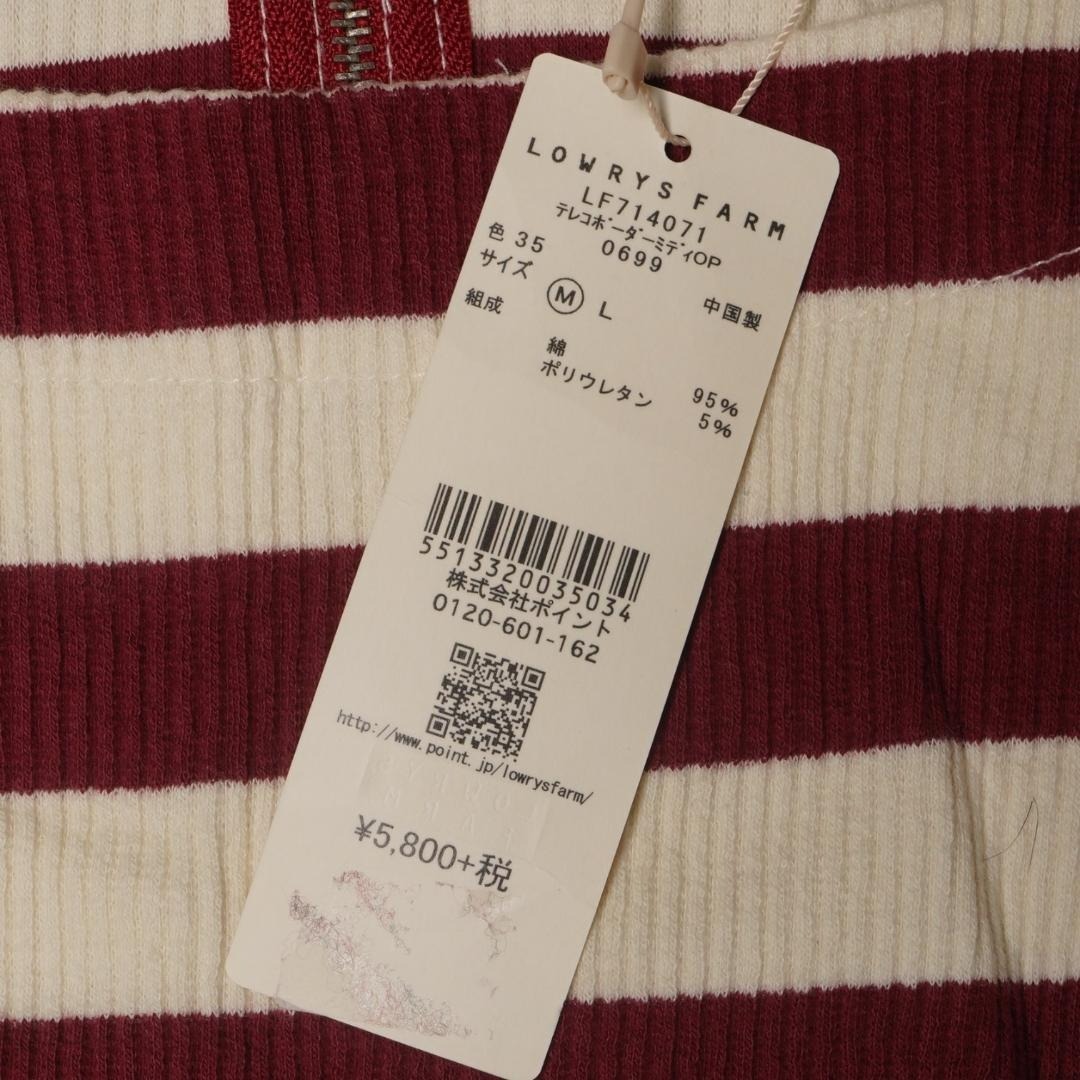 LOWRYS FARM
LF714071
テレコボーダーミディOP
色 35 0699
サイズ Ⓜ L 中国製
組成
綿 95%
ポリウレタン 5%
5513320035034
株式会社ポイント
0120-601-162
http://www.point.jp/lowrysfarm/
¥5,800+税